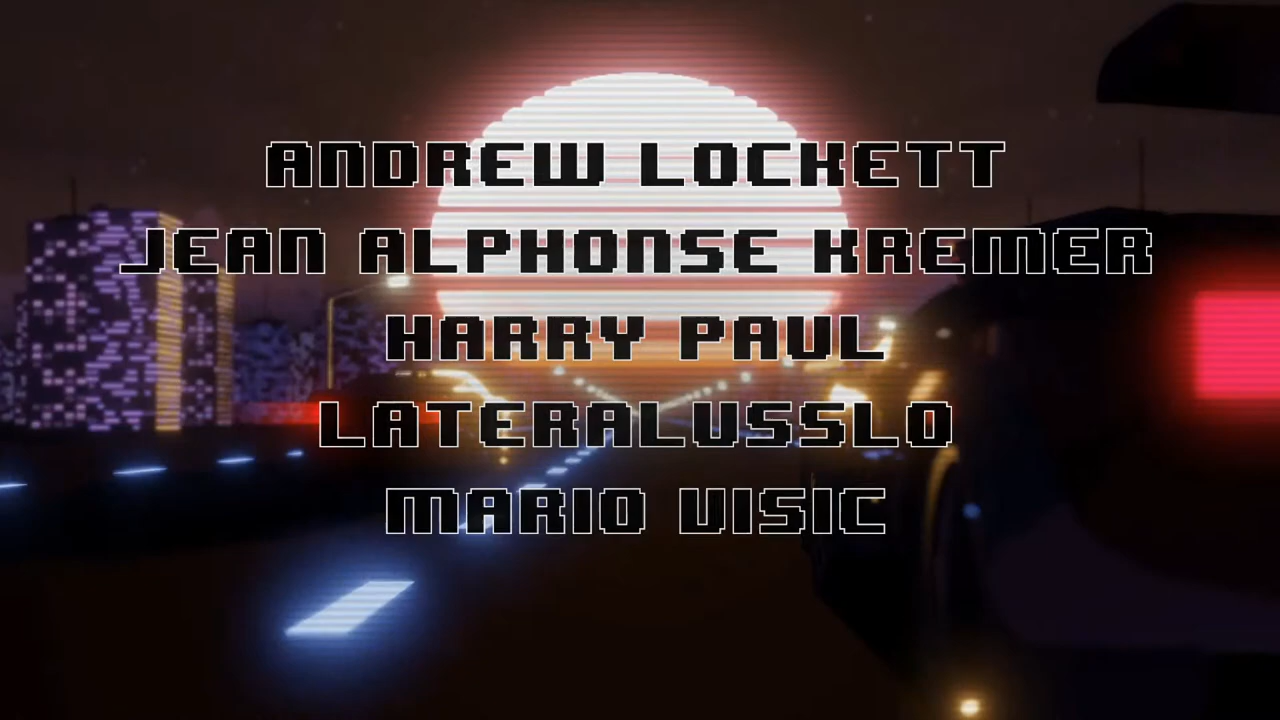 ANDREW LOCKETT
JEAN ALPHONSE KREMER
HARRY PAUL
LATERALUSSLO
MARIO VISIC